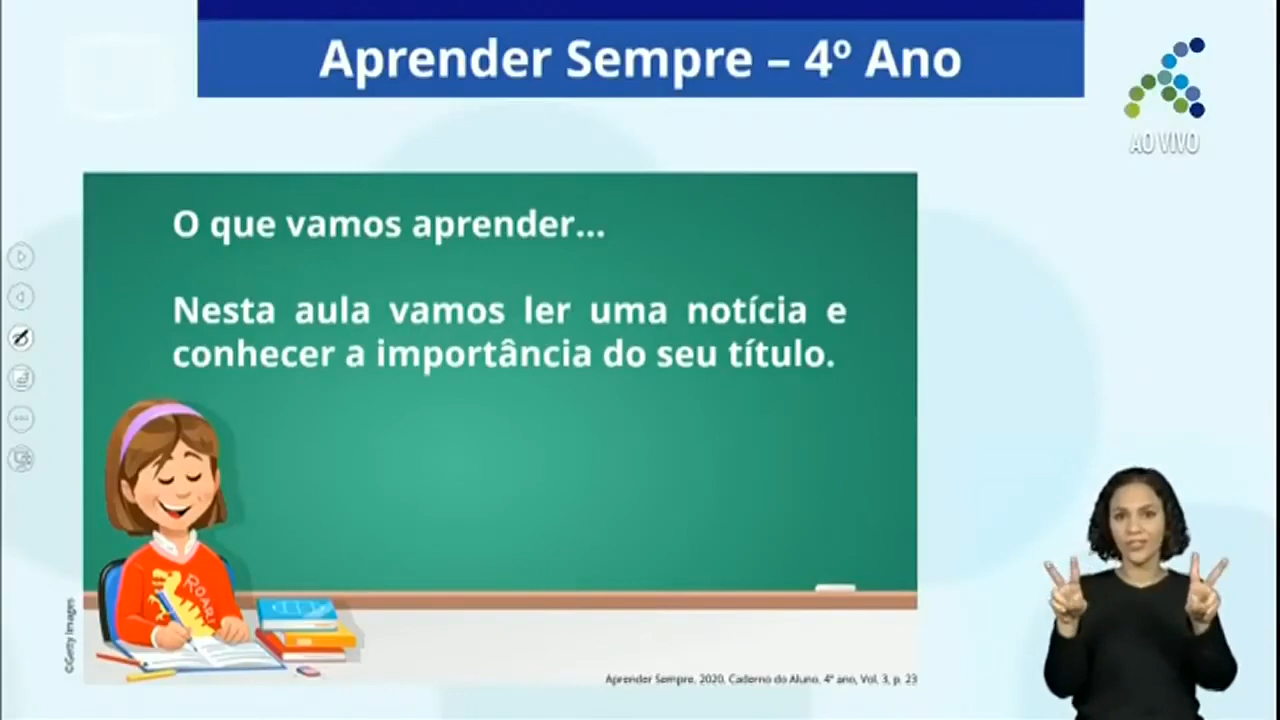 Aprender Sempre – 4º Ano
AO VIVO
O que vamos aprender...
Nesta aula vamos ler uma notícia e
conhecer a importância do seu título.
ROAR!
©Getty Images
Aprender Sempre, 2020. Caderno do Aluno. 4° ano, Vol. 3, p. 23